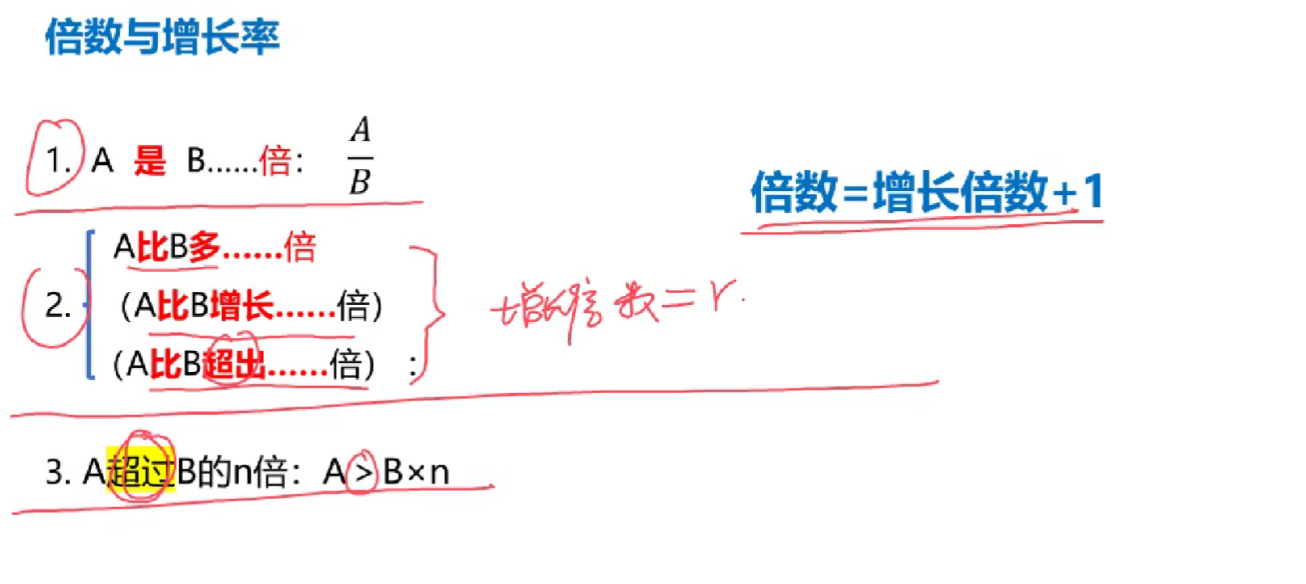 倍数与增长率
1. A 是 B……倍： A/B
倍数=增长倍数+1
2.
A比B多……倍
（A比B增长……倍）
（A比B超出……倍）：
增长倍数=r.
3. A超过B的n倍：A＞B×n